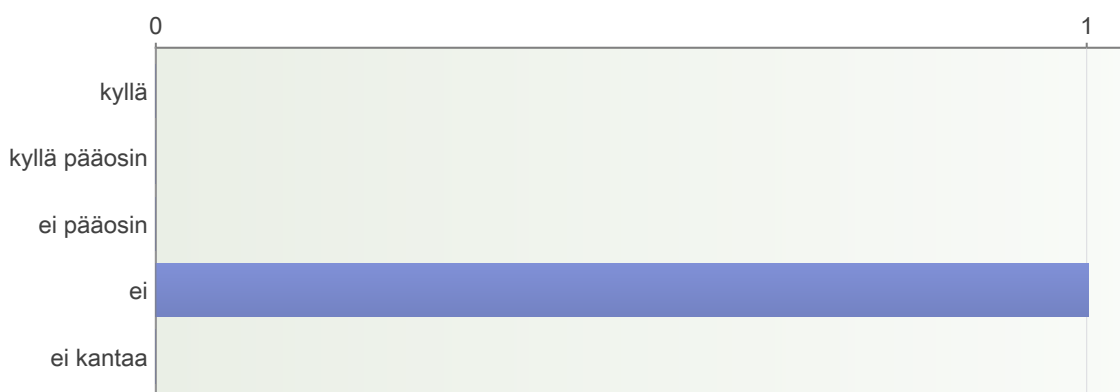 0 1
kyllä
kyllä pääosin
ei pääosin
ei
ei kantaa